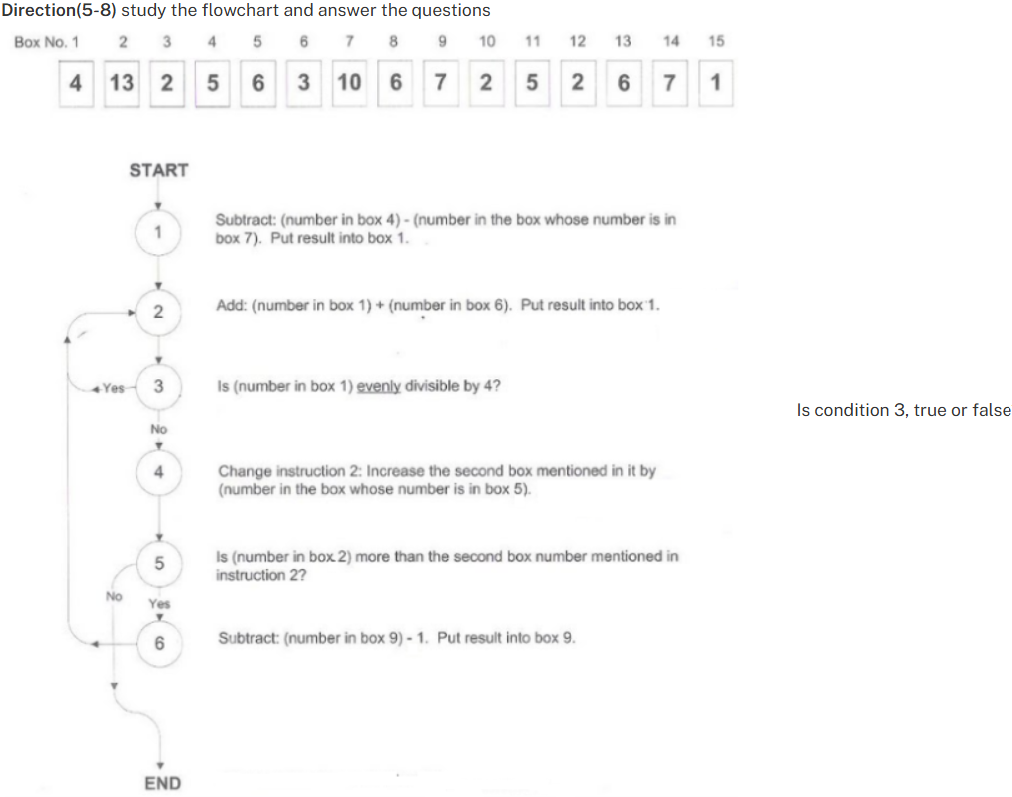 Direction(5-8) study the flowchart and answer the questions
Box No. 1 2 3 4 5 6 7 8 9 10 11 12 13 14 15
4 13 2 5 6 3 10 6 7 2 5 2 6 7 1
START
1 Subtract: (number in box 4) - (number in the box whose number is in
box 7). Put result into box 1.
2 Add: (number in box 1) + (number in box 6). Put result into box 1.
Yes 3 Is (number in box 1) evenly divisible by 4?
Is condition 3, true or false
No
4 Change instruction 2: Increase the second box mentioned in it by
(number in the box whose number is in box 5).
5 Is (number in box 2) more than the second box number mentioned in
instruction 2?
No Yes
6 Subtract: (number in box 9) - 1. Put result into box 9.
END